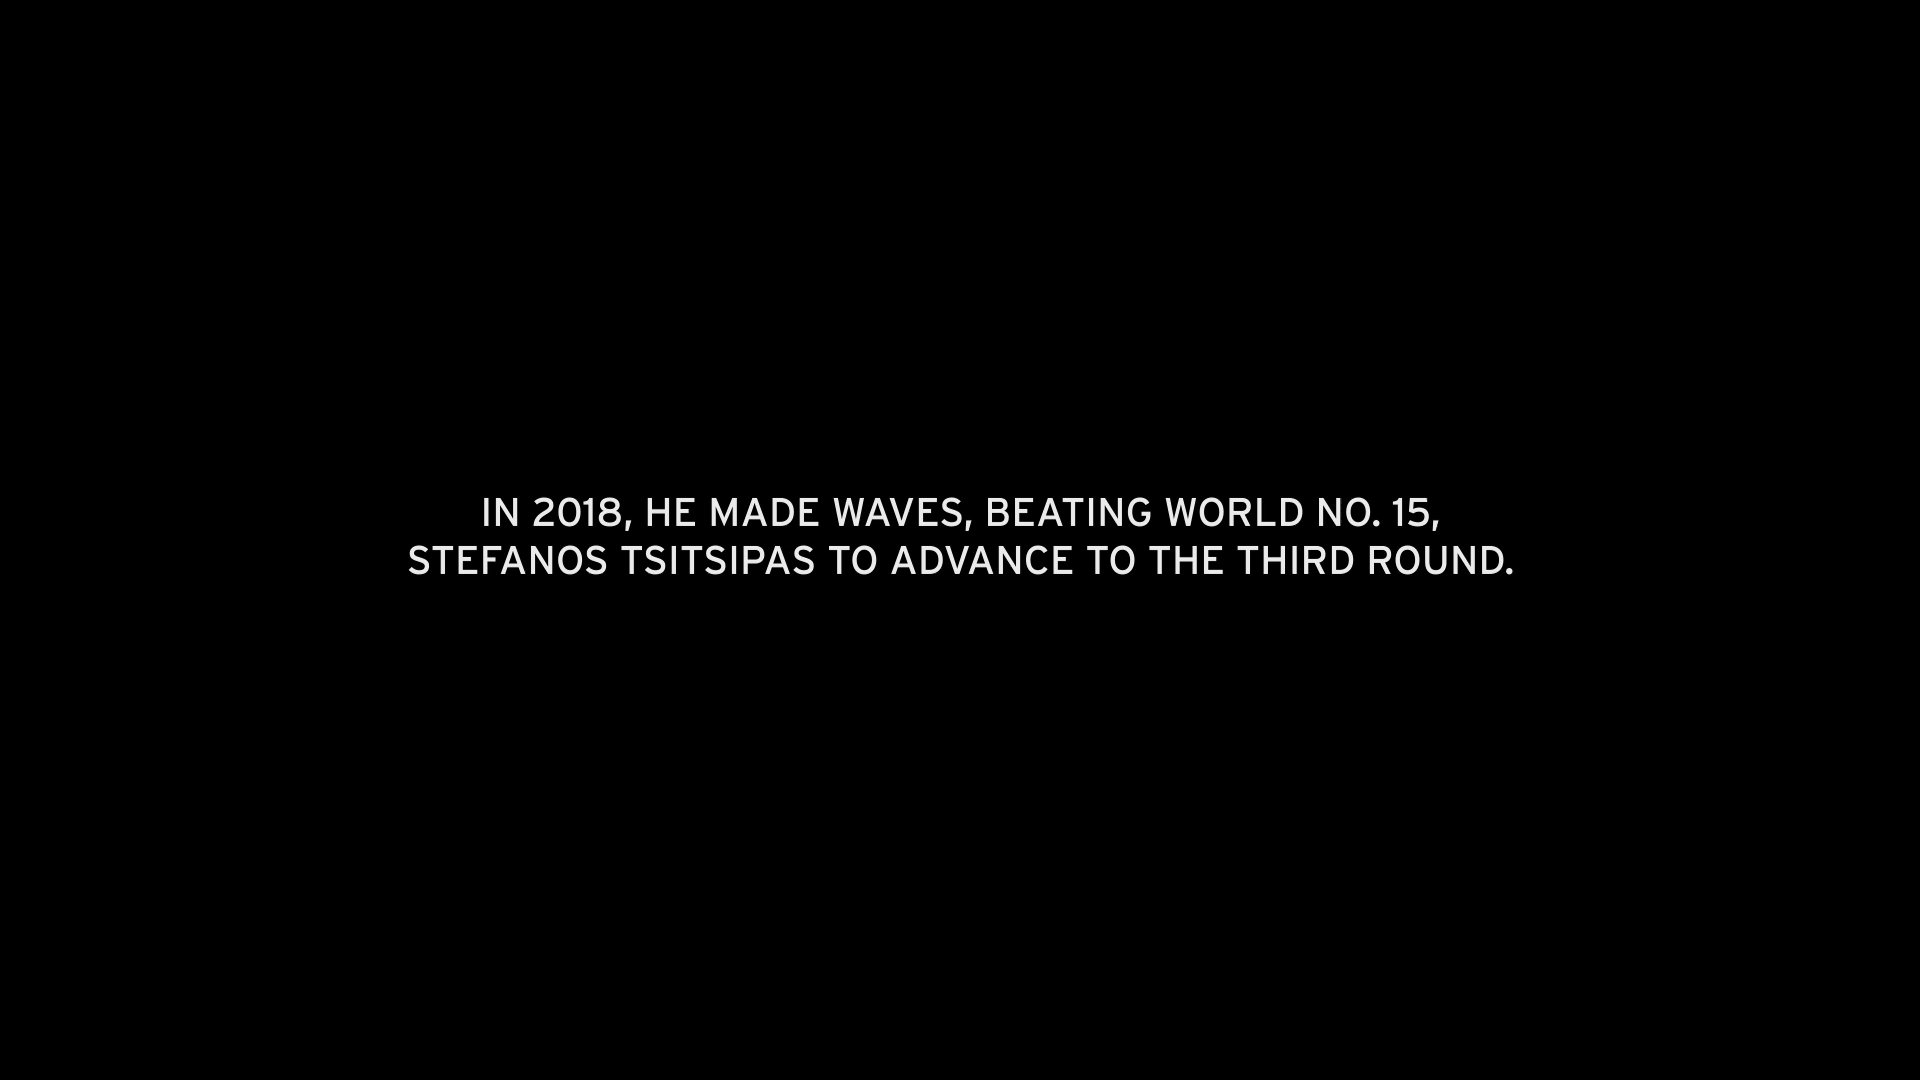 IN 2018, HE MADE WAVES, BEATING WORLD NO. 15,
STEFANOS TSITSIPAS TO ADVANCE TO THE THIRD ROUND.